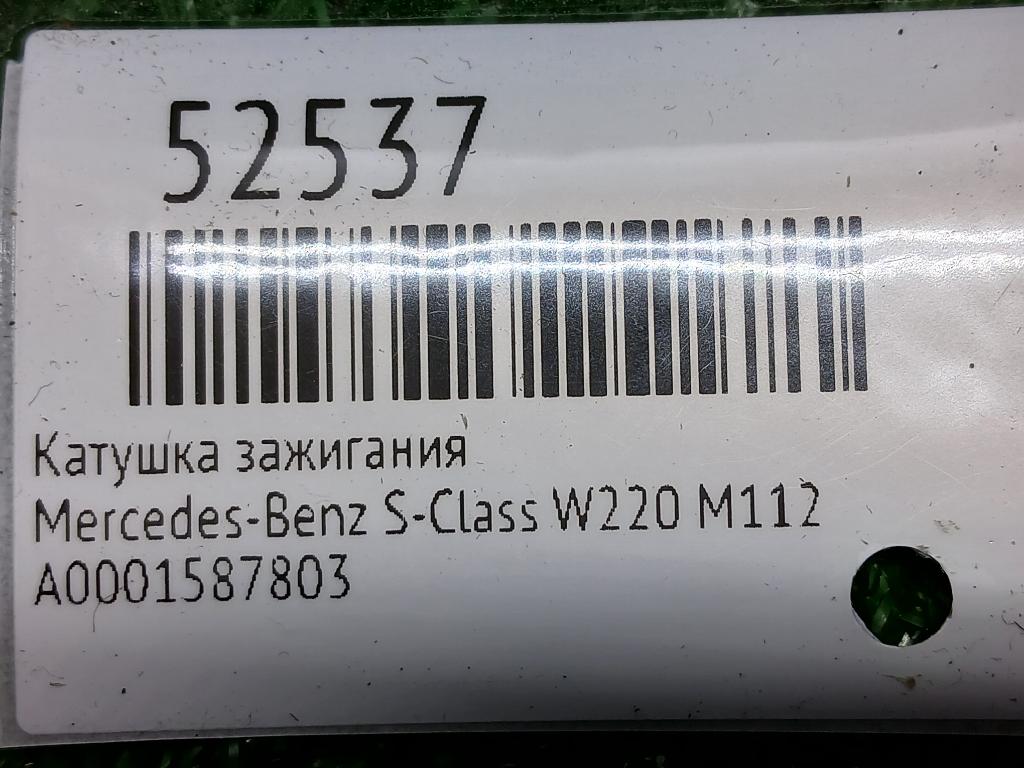 52537
Катушка зажигания
Mercedes-Benz S-Class W220 M112
A0001587803